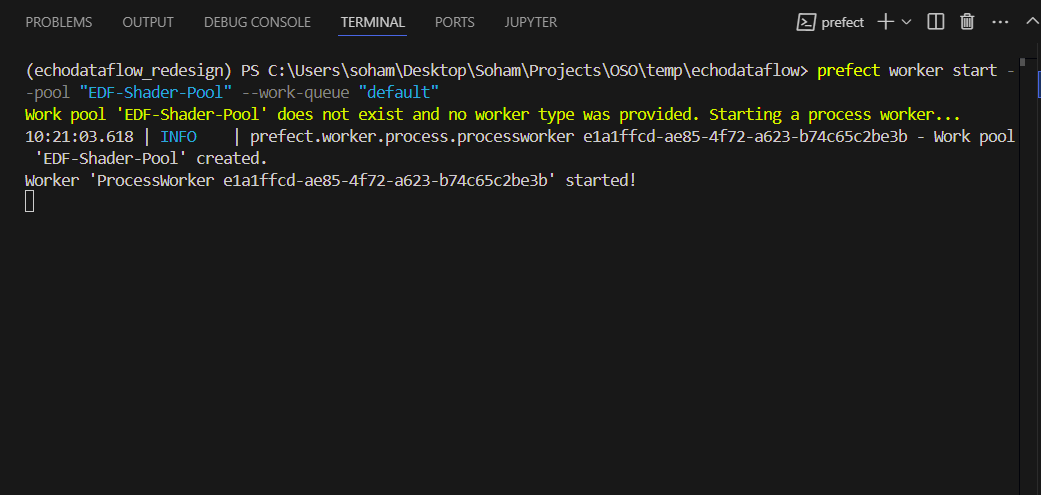 PROBLEMS OUTPUT DEBUG CONSOLE TERMINAL PORTS JUPYTER prefect
(echodataflow_redesign) PS C:\Users\soham\Desktop\Soham\Projects\OSO\temp\echodataflow> prefect worker start -
-pool "EDF-Shader-Pool" --work-queue "default"
Work pool 'EDF-Shader-Pool' does not exist and no worker type was provided. Starting a process worker...
10:21:03.618 | INFO    | prefect.worker.process.processworker e1a1ffcd-ae85-4f72-a623-b74c65c2be3b - Work pool
'EDF-Shader-Pool' created.
Worker 'ProcessWorker e1a1ffcd-ae85-4f72-a623-b74c65c2be3b' started!